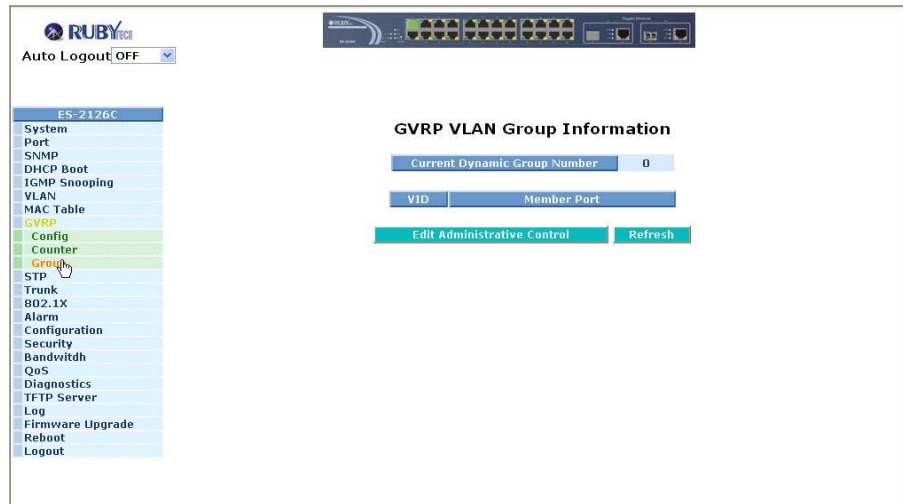 RUBYTECH
Auto Logout OFF
ES-2126C
System
Port
SNMP
DHCP Boot
IGMP Snooping
VLAN
MAC Table
GVRP
Config
Counter
Group
STP
Trunk
802.1X
Alarm
Configuration
Security
Bandwitdh
QoS
Diagnostics
TFTP Server
Log
Firmware Upgrade
Reboot
Logout
GVRP VLAN Group Information
Current Dynamic Group Number 0
VID Member Port
Edit Administrative Control Refresh